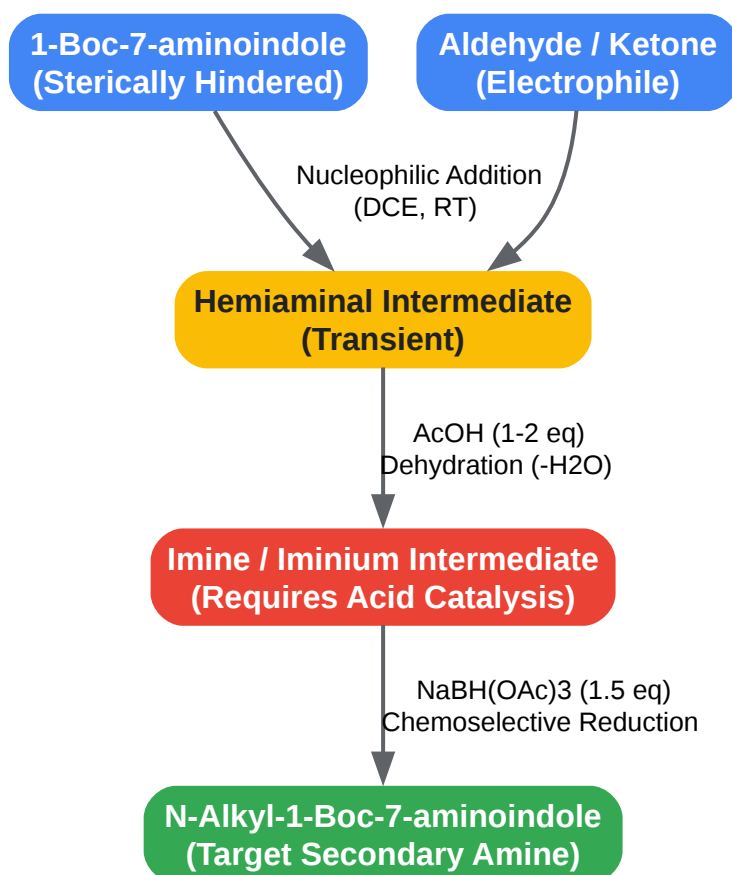 1-Boc-7-aminoindole
(Sterically Hindered)
Aldehyde / Ketone
(Electrophile)
Nucleophilic Addition
(DCE, RT)
Hemiaminal Intermediate
(Transient)
AcOH (1-2 eq)
Dehydration (-H2O)
Imine / Iminium Intermediate
(Requires Acid Catalysis)
NaBH(OAc)3 (1.5 eq)
Chemoselective Reduction
N-Alkyl-1-Boc-7-aminoindole
(Target Secondary Amine)